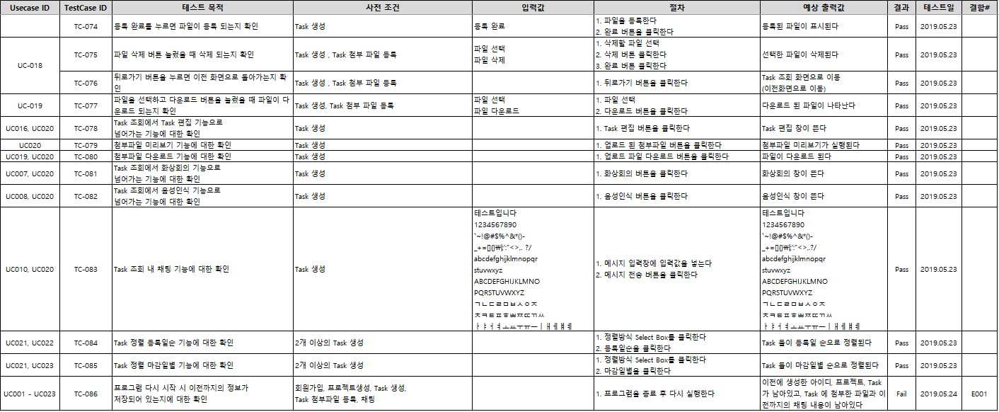 Usecase ID TestCase ID 테스트 목적 사전 조건 입력값 절차 예상 출력값 결과 테스트일 결함#
TC-074 등록 완료를 누르면 파일이 등록 되는지 확인 Task 생성 등록 완료
1. 파일을 등록한다
2. 완료 버튼을 클릭한다
등록된 파일이 표시된다 Pass 2019.05.23
UC-018
TC-075 파일 삭제 버튼 눌렀을 때 삭제 되는지 확인 Task 생성 , Task 첨부 파일 등록
파일 선택
파일 삭제
1. 삭제할 파일 선택
2. 삭제 버튼을 클릭한다
3. 완료 버튼을 클릭한다
선택한 파일이 삭제된다 Pass 2019.05.23
TC-076
뒤로가기 버튼을 누르면 이전 화면으로 돌아가는지 확
인
Task 생성 , Task 첨부 파일 등록
1. 뒤로가기 버튼을 클릭한다
Task 조회 화면으로 이동
(이전화면으로 이동)
Pass 2019.05.23
UC-019 TC-077
파일을 선택하고 다운로드 버튼을 눌렀을 때 파일이 다
운로드 되는지 확인
Task 생성, Task 첨부 파일 등록
파일 선택
파일 다운로드
1. 파일 선택
2. 다운로드 버튼을 클릭한다
다운로드 된 파일이 나타난다 Pass 2019.05.23
UC016, UC020 TC-078
Task 조회에서 Task 편집 기능으로
넘어가는 기능에 대한 확인
Task 생성 1. Task 편집 버튼을 클릭한다 Task 편집 창이 뜬다 Pass 2019.05.23
UC020 TC-079 첨부파일 미리보기 기능에 대한 확인 Task 생성 1. 업로드 된 첨부파일 버튼을 클릭한다 첨부파일 미리보기가 실행된다 Pass 2019.05.23
UC019, UC020 TC-080 첨부파일 다운로드 기능에 대한 확인 Task 생성 1. 업로드 파일 다운로드 버튼을 클릭한다 파일이 다운로드 된다 Pass 2019.05.23
UC007, UC020 TC-081
Task 조회에서 화상회의 기능으로
넘어가는 기능에 대한 확인
Task 생성 1. 화상회의 버튼을 클릭한다 화상회의 창이 뜬다 Pass 2019.05.23
UC008, UC020 TC-082
Task 조회에서 음성인식 기능으로
넘어가는 기능에 대한 확인
Task 생성 1. 음성인식 버튼을 클릭한다 음성인식 창이 뜬다 Pass 2019.05.23
UC010, UC020 TC-083 Task 조회 내 채팅 기능에 대한 확인 Task 생성
테스트입니다
1234567890
`~!@#$%^&*()-
_+=[]{}₩|;':"<>,. ?/
abcdefghijklmnopqr
stuvwxyz
ABCDEFGHIJKLMNO
PQRSTUVWXYZ
ㄱㄴㄷㄹㅁㅂㅅㅇㅈ
ㅊㅋㅌㅍㅎㅃㅉㄸㄲㅆ
ㅏㅑㅓㅕㅗㅛㅜㅠㅡㅣㅐㅔㅒㅖ
1. 메시지 입력창에 입력값을 넣는다
2. 메시지 전송 버튼을 클릭한다
테스트입니다
1234567890
`~!@#$%^&*()-
_+=[]{}₩|;':"<>,.?/
abcdefghijklmnopqr
stuvwxyz
ABCDEFGHIJKLMNO
PQRSTUVWXYZ
ㄱㄴㄷㄹㅁㅂㅅㅇㅈ
ㅊㅋㅌㅍㅎㅃㅉㄸㄲㅆ
ㅏㅑㅓㅕㅗㅛㅜㅠㅡㅣㅐㅔㅒㅖ
Pass 2019.05.23
UC021, UC022 TC-084 Task 정렬 등록일순 기능에 대한 확인 2개 이상의 Task 생성
1. 정렬방식 Select Box를 클릭한다
2. 등록일순을 클릭한다
Task 들이 등록일 순으로 정렬된다 Pass 2019.05.23
UC021, UC023 TC-085 Task 정렬 마감일별 기능에 대한 확인 2개 이상의 Task 생성
1. 정렬방식 Select Box를 클릭한다
2. 마감일별을 클릭한다
Task 들이 마감일별 순으로 정렬된다 Pass 2019.05.23
UC001 - UC023 TC-086
프로그램 다시 시작 시 이전까지의 정보가
저장되어 있는지에 대한 확인
회원가입, 프로젝트생성, Task 생성,
Task 첨부파일 등록, 채팅
1. 프로그램을 종료 후 다시 실행한다
이전에 생성한 아이디, 프로젝트, Task
가 남아있고, Task 에 첨부한 파일과 이
전까지의 채팅 내용이 남아있다
Fail 2019.05.24 E001